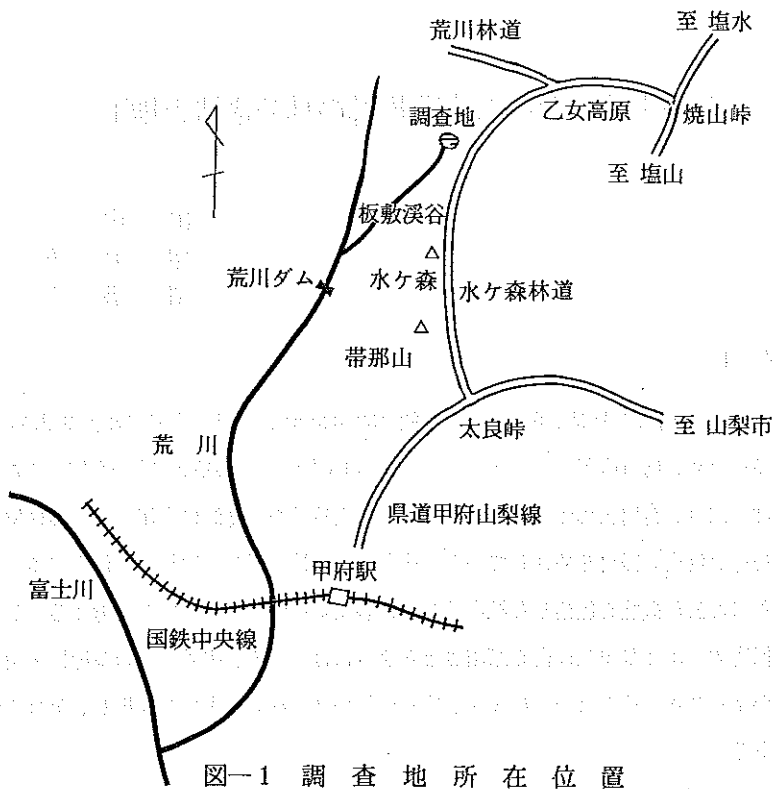 荒川林道
至 塩水
調査地
乙女高原
焼山峠
至 塩山
板敷渓谷
荒川ダム
水ケ森
水ケ森林道
帯那山
太良峠
至 山梨市
荒 川
県道甲府山梨線
甲府駅
富士川
国鉄中央線
図―1 調査地所在位置